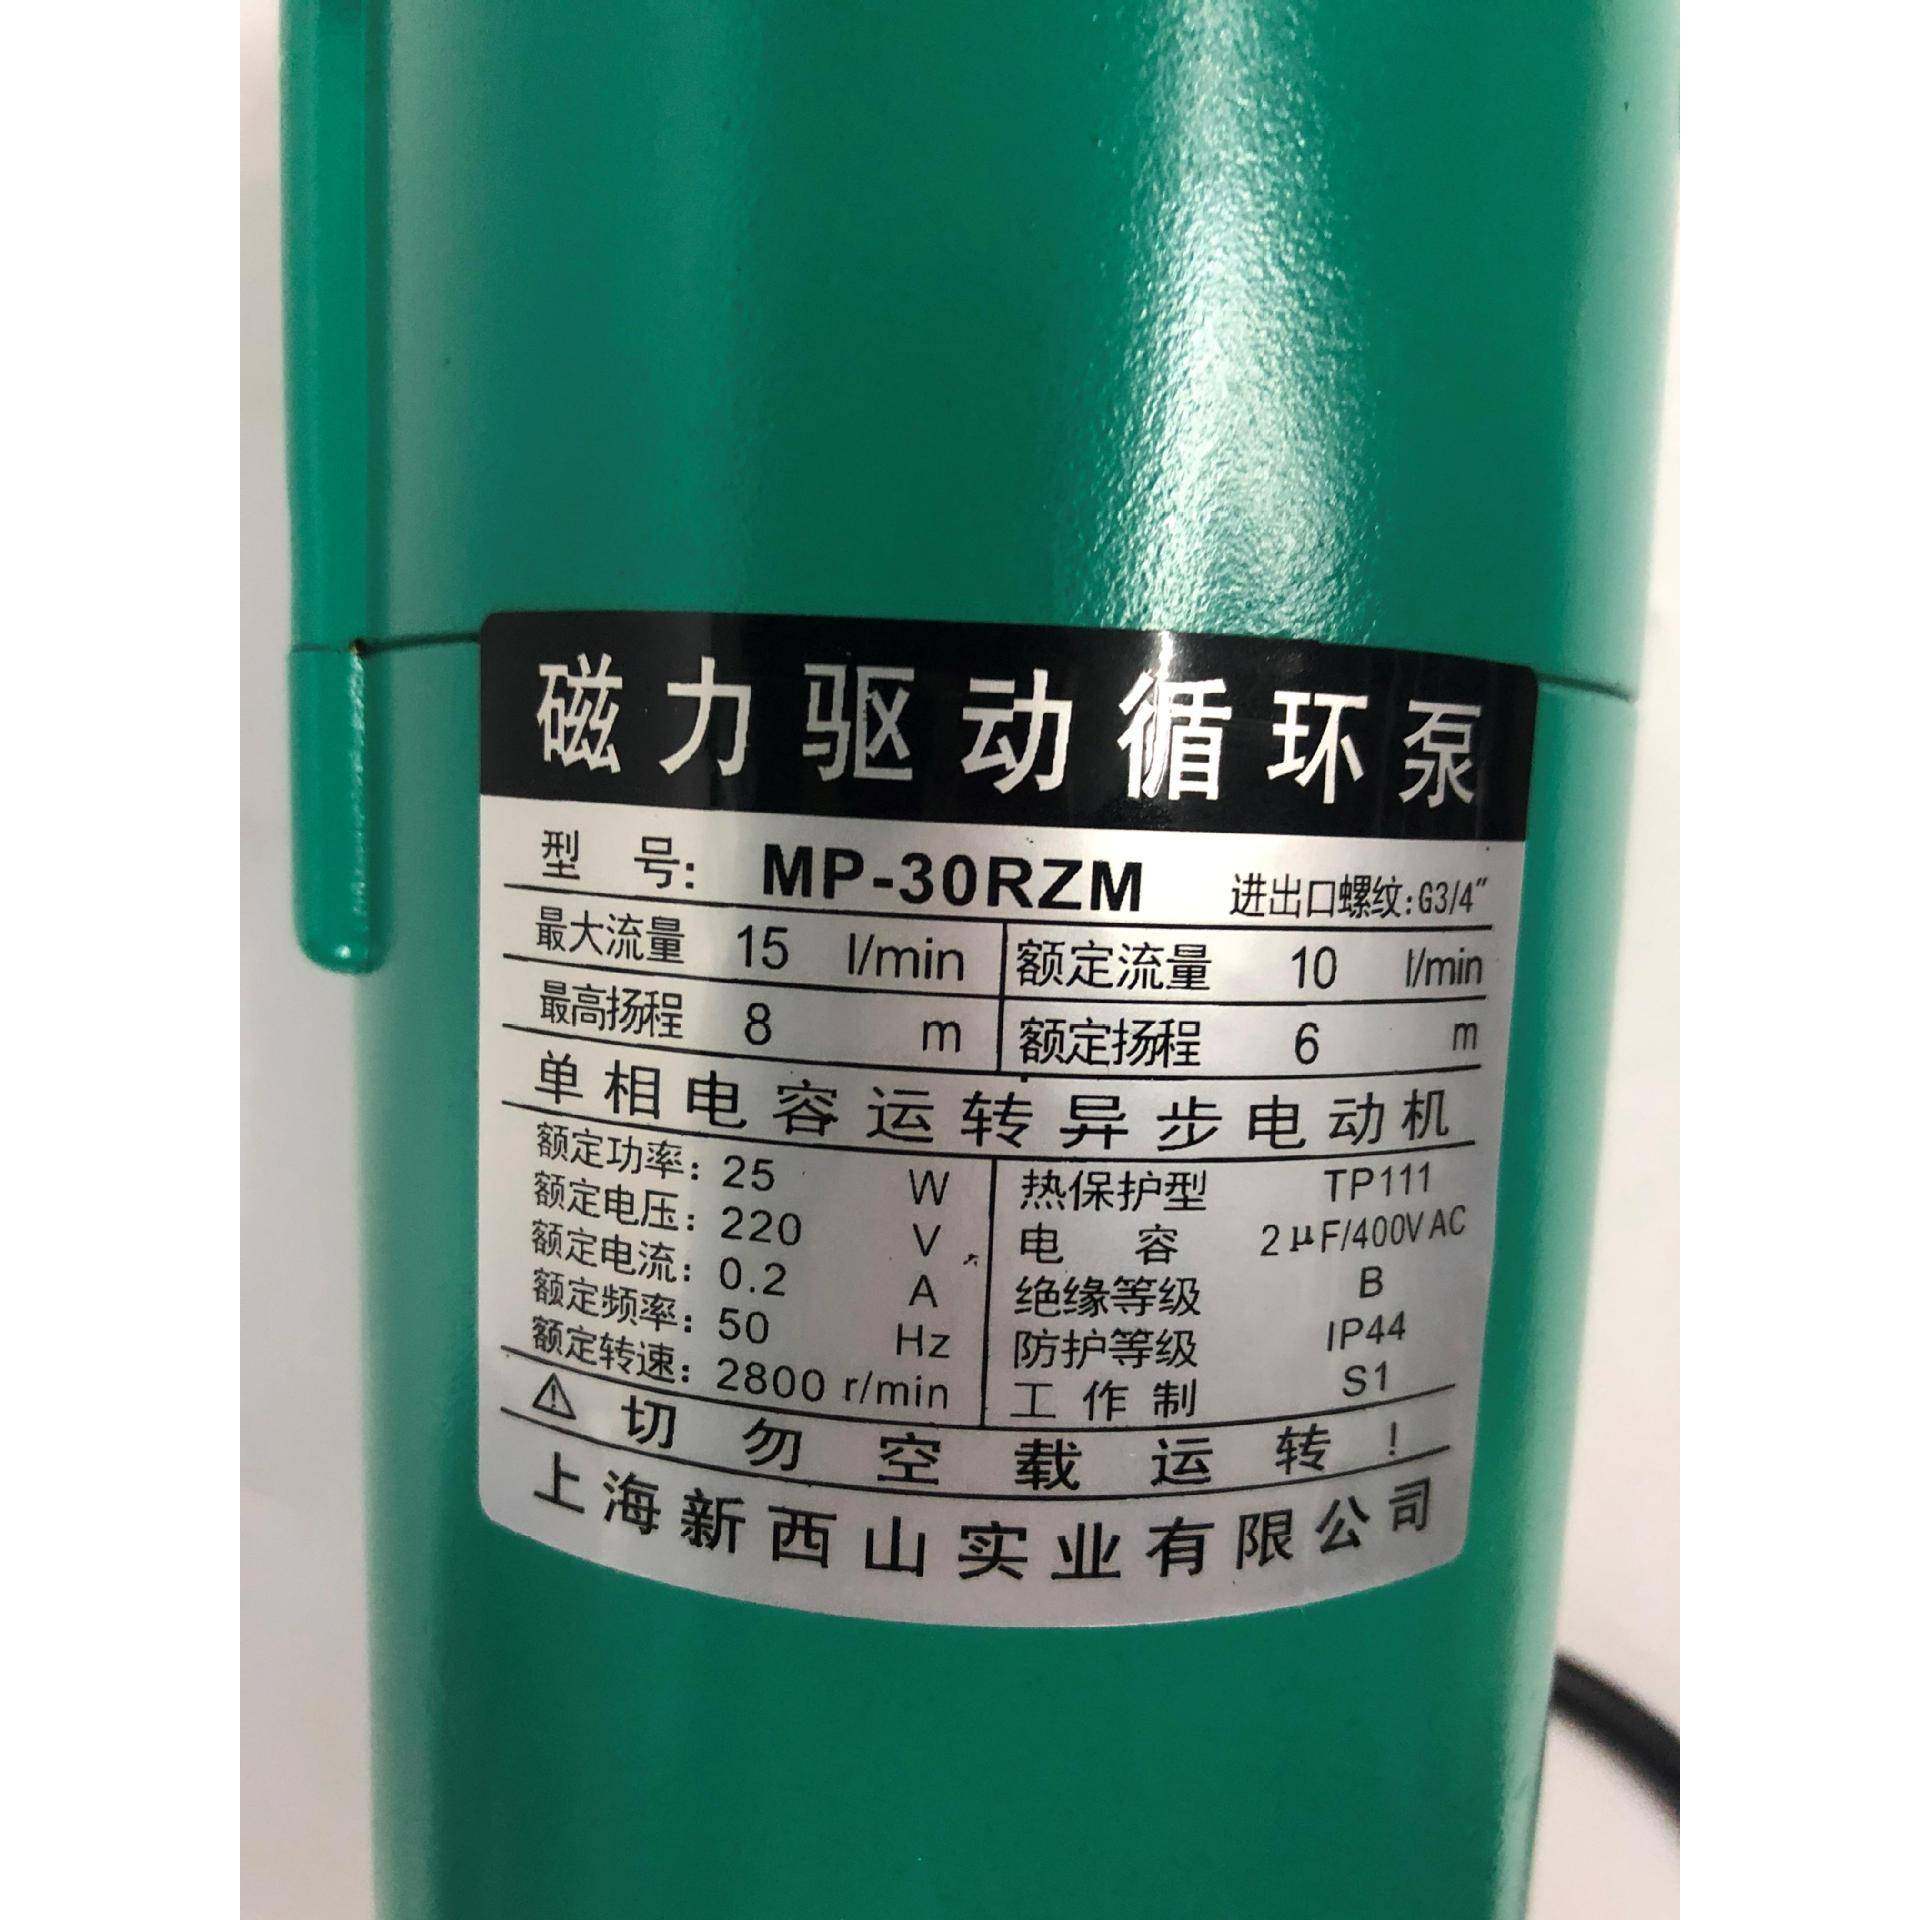 磁力驱动循环泵
型 号: MP-30RZM 进出口螺纹:G3/4"
最大流量 15 l/min 额定流量 10 l/min
最高扬程 8 m 额定扬程 6 m
单相电容运转异步电动机
额定功率: 25 W 热保护型 TP111
额定电压: 220 V 电 容 2μF/400V AC
额定电流: 0.2 A 绝缘等级 B
额定频率: 50 Hz 防护等级 IP44
额定转速: 2800 r/min 工 作 制 S1
切勿空载运转!
上海新西山实业有限公司